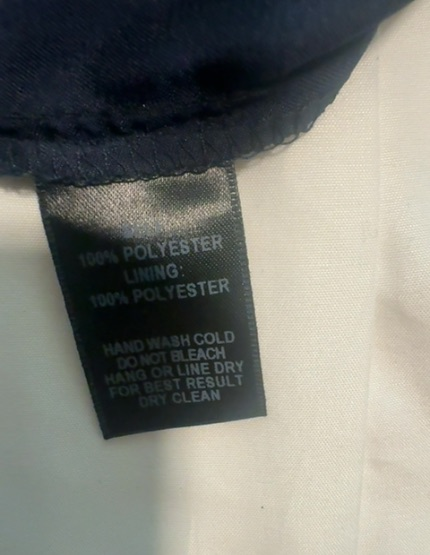 100% POLYESTER
LINING:
100% POLYESTER
HAND WASH COLD
DO NOT BLEACH
HANG OR LINE DRY
FOR BEST RESULT
DRY CLEAN